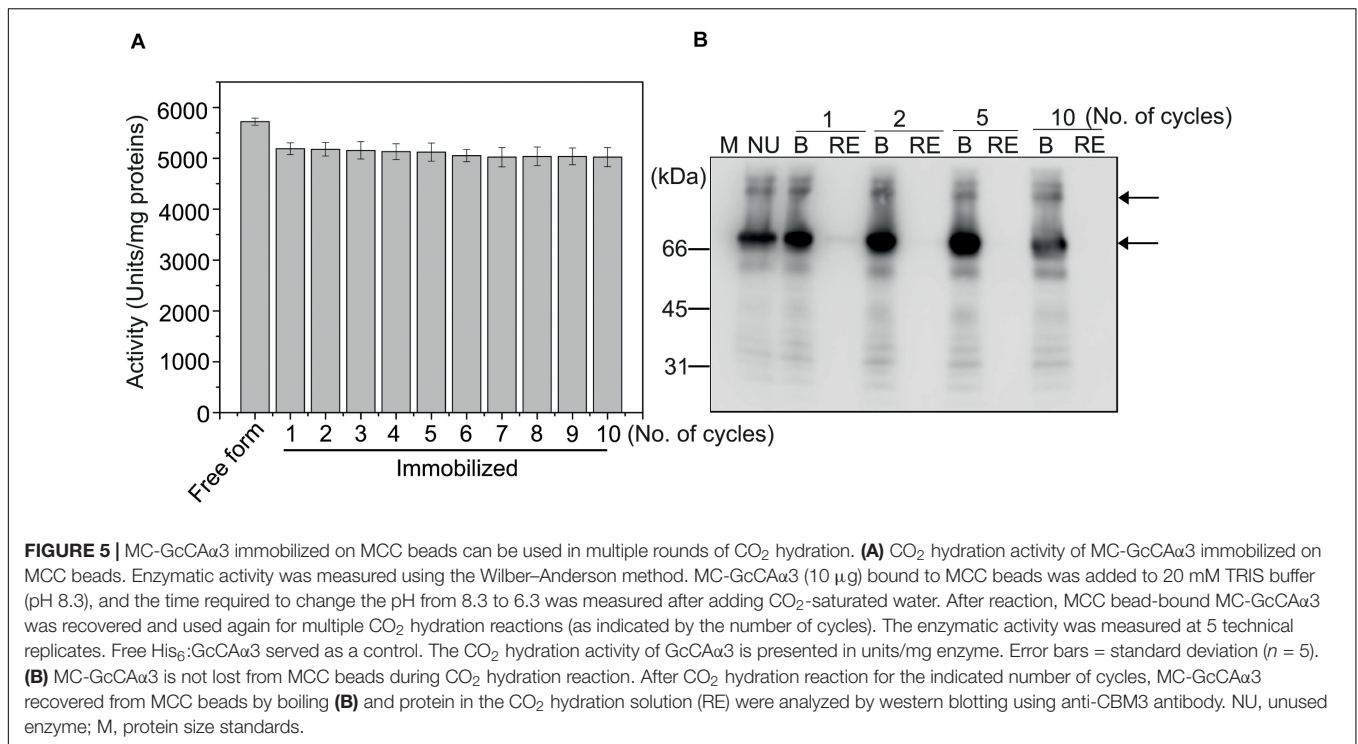 A
Activity (Units/mg proteins)
6000
5000
4000
3000
2000
1000
0
Free form
1 2 3 4 5 6 7 8 9 10 (No. of cycles)
Immobilized
B
1 2 5 10 (No. of cycles)
M NU B RE B RE B RE B RE
(kDa)
66
45
31
FIGURE 5 | MC-GcCAα3 immobilized on MCC beads can be used in multiple rounds of CO₂ hydration. (A) CO₂ hydration activity of MC-GcCAα3 immobilized on
MCC beads. Enzymatic activity was measured using the Wilber–Anderson method. MC-GcCAα3 (10 μg) bound to MCC beads was added to 20 mM TRIS buffer
(pH 8.3), and the time required to change the pH from 8.3 to 6.3 was measured after adding CO₂-saturated water. After reaction, MCC bead-bound MC-GcCAα3
was recovered and used again for multiple CO₂ hydration reactions (as indicated by the number of cycles). The enzymatic activity was measured at 5 technical
replicates. Free His₆:GcCAα3 served as a control. The CO₂ hydration activity of GcCAα3 is presented in units/mg enzyme. Error bars = standard deviation (n = 5).
(B) MC-GcCAα3 is not lost from MCC beads during CO₂ hydration reaction. After CO₂ hydration reaction for the indicated number of cycles, MC-GcCAα3
recovered from MCC beads by boiling (B) and protein in the CO₂ hydration solution (RE) were analyzed by western blotting using anti-CBM3 antibody. NU, unused
enzyme; M, protein size standards.